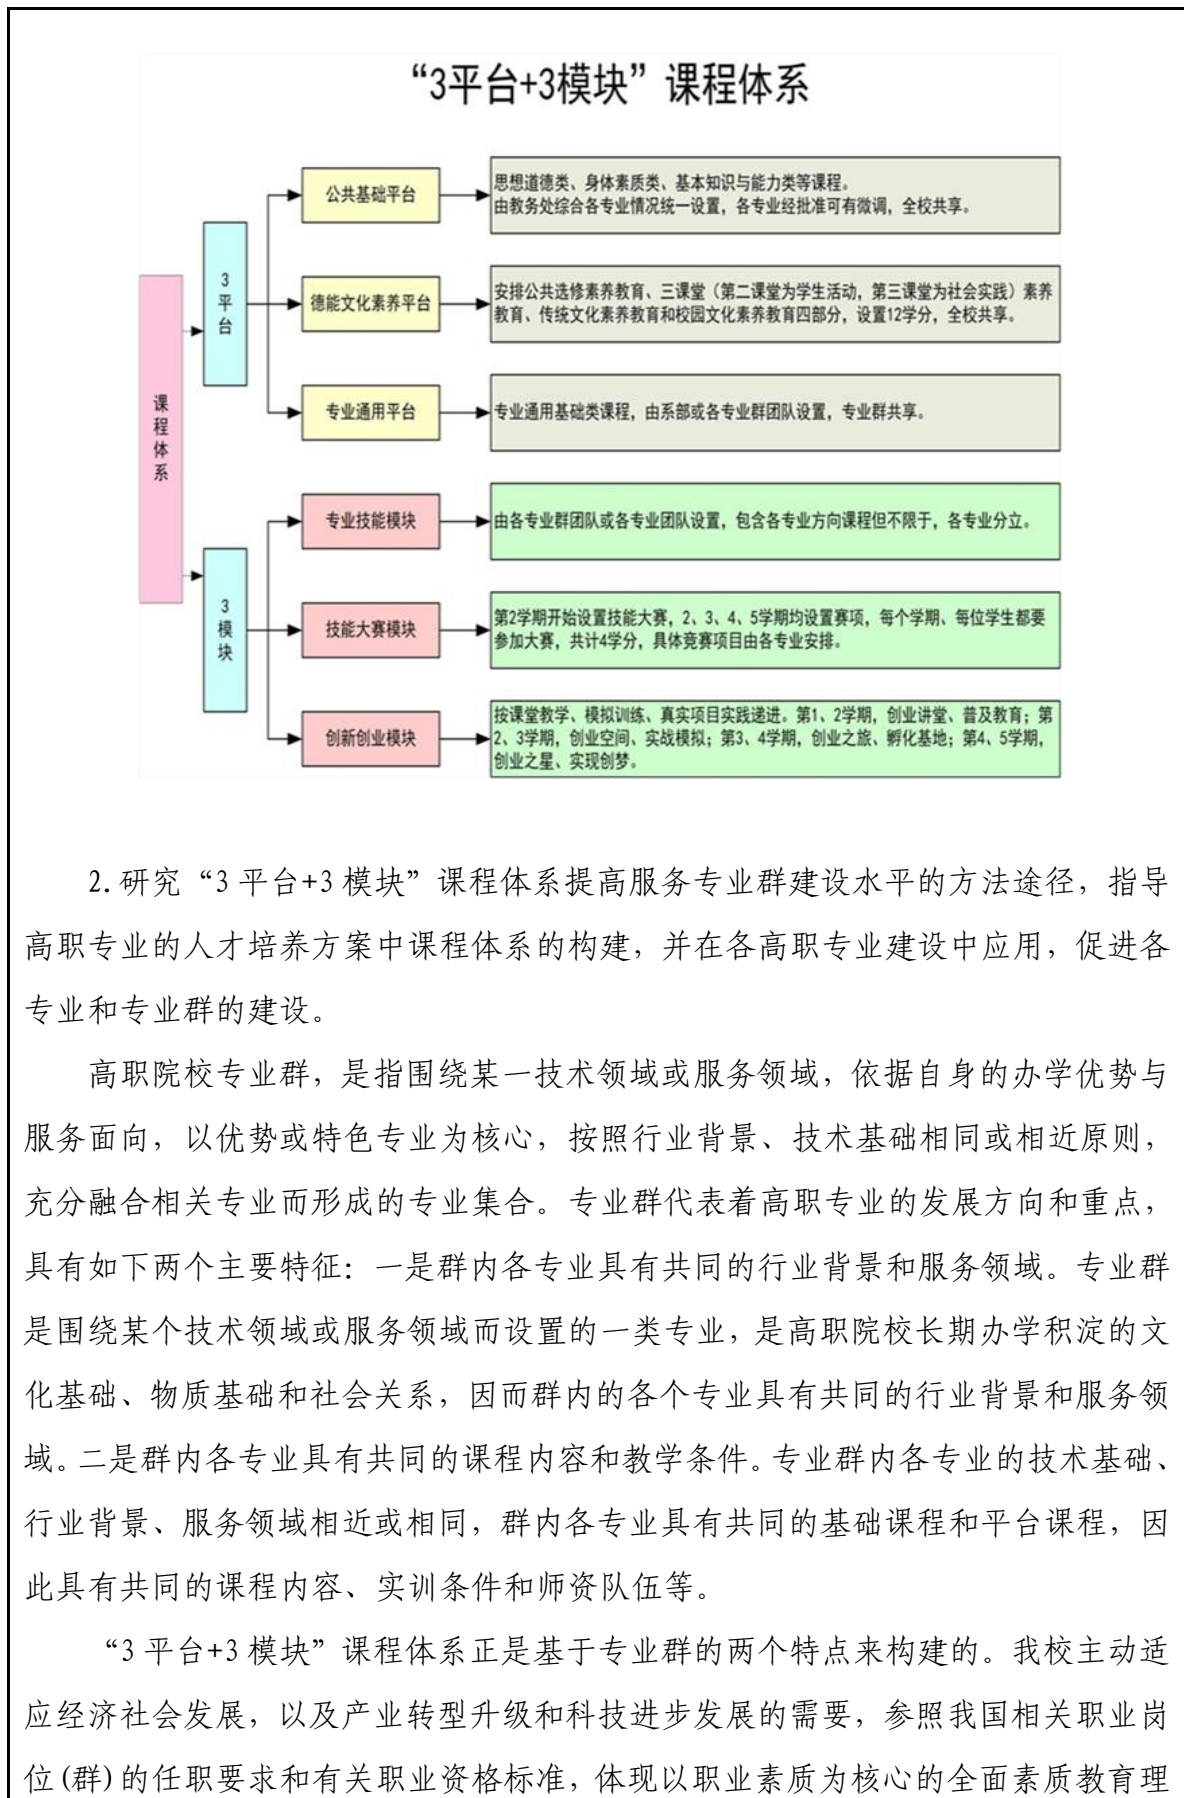 “3平台+3模块”课程体系
课程体系
3平台
公共基础平台
思想道德类、身体素质类、基本知识与能力类等课程。
由教务处综合各专业情况统一设置，各专业经批准可有微调，全校共享。
德能文化素养平台
安排公共选修素养教育、三课堂（第二课堂为学生活动，第三课堂为社会实践）素养
教育、传统文化素养教育和校园文化素养教育四部分，设置12学分，全校共享。
专业通用平台
专业通用基础类课程，由系部或各专业群团队设置，专业群共享。
3模块
专业技能模块
由各专业群团队或各专业团队设置，包含各专业方向课程但不限于，各专业分立。
技能大赛模块
第2学期开始设置技能大赛，2、3、4、5学期均设置赛项，每个学期、每位学生都要
参加大赛，共计4学分，具体竞赛项目由各专业安排。
创新创业模块
按课堂教学、模拟训练、真实项目实践递进。第1、2学期，创业讲堂、普及教育；第
2、3学期，创业空间、实战模拟；第3、4学期，创业之旅、孵化基地；第4、5学期，
创业之星、实现创梦。
2.研究“3平台+3模块”课程体系提高服务专业群建设水平的方法途径，指导
高职专业的人才培养方案中课程体系的构建，并在各高职专业建设中应用，促进各
专业和专业群的建设。
高职院校专业群，是指围绕某一技术领域或服务领域，依据自身的办学优势与
服务面向，以优势或特色专业为核心，按照行业背景、技术基础相同或相近原则，
充分融合相关专业而形成的专业集合。专业群代表着高职专业的发展方向和重点，
具有如下两个主要特征：一是群内各专业具有共同的行业背景和服务领域。专业群
是围绕某个技术领域或服务领域而设置的一类专业，是高职院校长期办学积淀的文
化基础、物质基础和社会关系，因而群内的各个专业具有共同的行业背景和服务领
域。二是群内各专业具有共同的课程内容和教学条件。专业群内各专业的技术基础、
行业背景、服务领域相近或相同，群内各专业具有共同的基础课程和平台课程，因
此具有共同的课程内容、实训条件和师资队伍等。
“3平台+3模块”课程体系正是基于专业群的两个特点来构建的。我校主动适
应经济社会发展，以及产业转型升级和科技进步发展的需要，参照我国相关职业岗
位(群)的任职要求和有关职业资格标准，体现以职业素质为核心的全面素质教育理